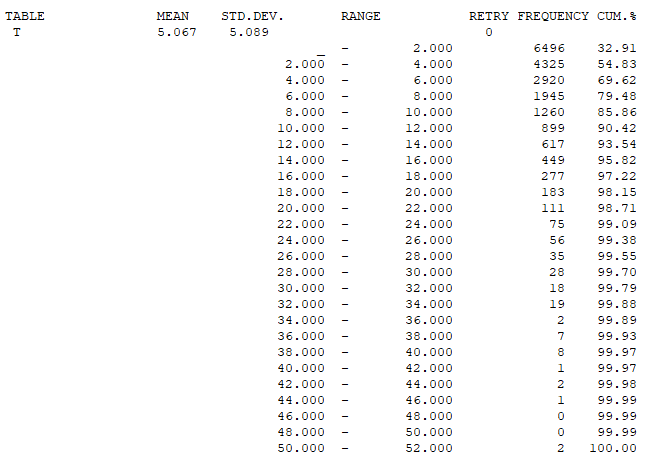 TABLE MEAN STD.DEV. RANGE RETRY FREQUENCY CUM.%
T 5.067 5.089 0
_ - 2.000 6496 32.91
2.000 - 4.000 4325 54.83
4.000 - 6.000 2920 69.62
6.000 - 8.000 1945 79.48
8.000 - 10.000 1260 85.86
10.000 - 12.000 899 90.42
12.000 - 14.000 617 93.54
14.000 - 16.000 449 95.82
16.000 - 18.000 277 97.22
18.000 - 20.000 183 98.15
20.000 - 22.000 111 98.71
22.000 - 24.000 75 99.09
24.000 - 26.000 56 99.38
26.000 - 28.000 35 99.55
28.000 - 30.000 28 99.70
30.000 - 32.000 18 99.79
32.000 - 34.000 19 99.88
34.000 - 36.000 2 99.89
36.000 - 38.000 7 99.93
38.000 - 40.000 8 99.97
40.000 - 42.000 1 99.97
42.000 - 44.000 2 99.98
44.000 - 46.000 1 99.99
46.000 - 48.000 0 99.99
48.000 - 50.000 0 99.99
50.000 - 52.000 2 100.00